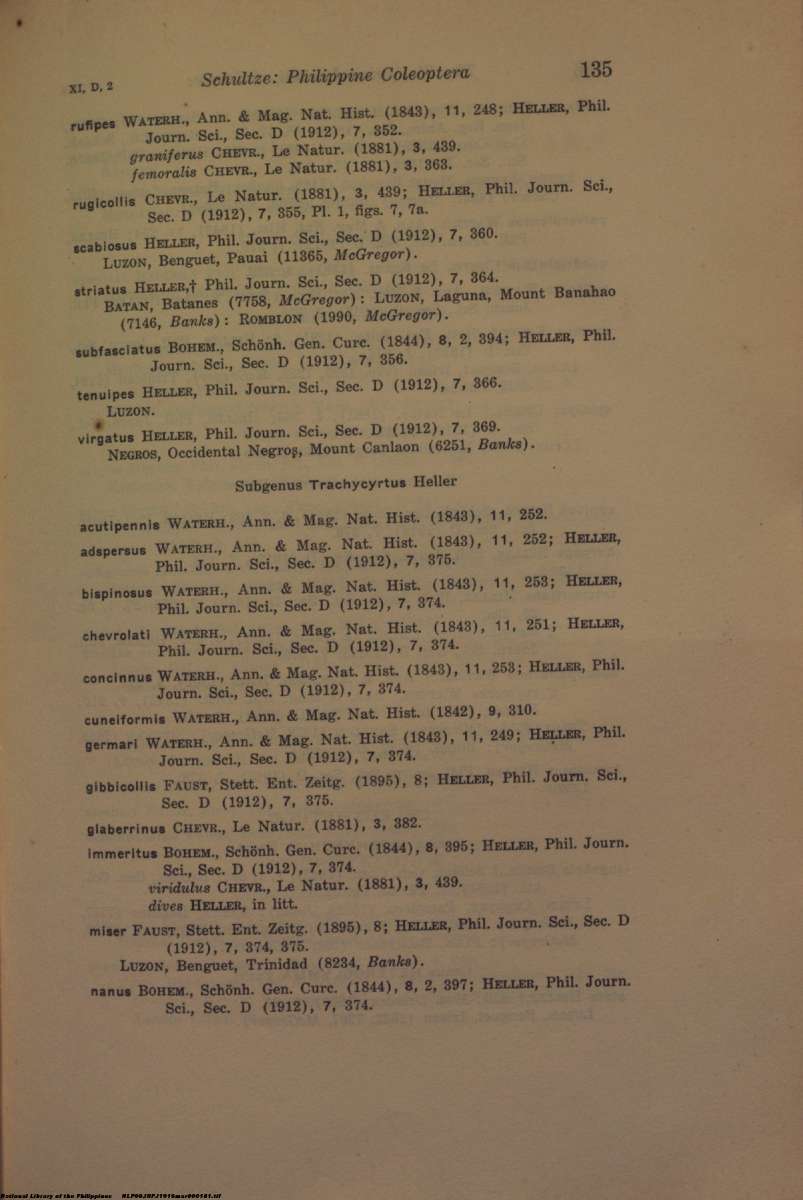 XI, D, 2 Schultze: Philippine Coleoptera 135
rufipes WATERH., Ann. & Mag. Nat. Hist. (1843), 11, 248; HELLER, Phil.
Journ. Sci., Sec. D (1912), 7, 352.
graniferus CHEVR., Le Natur. (1881), 3, 439.
femoralis CHEVR., Le Natur. (1881), 3, 363.
rugicollis CHEVR., Le Natur. (1881), 3, 439; HELLER, Phil. Journ. Sci.,
Sec. D (1912), 7, 355, Pl. 1, figs. 7, 7a.
scabiosus HELLER, Phil. Journ. Sci., Sec. D (1912), 7, 360.
LUZON, Benguet, Pauai (11365, McGregor).
striatus HELLER,† Phil. Journ. Sci., Sec. D (1912), 7, 364.
BATAN, Batanes (7758, McGregor): LUZON, Laguna, Mount Banahao
(7146, Banks): ROMBLON (1990, McGregor).
subfasciatus BOHEM., Schönh. Gen. Curc. (1844), 8, 2, 394; HELLER, Phil.
Journ. Sci., Sec. D (1912), 7, 356.
tenuipes HELLER, Phil. Journ. Sci., Sec. D (1912), 7, 366.
LUZON.
virgatus HELLER, Phil. Journ. Sci., Sec. D (1912), 7, 369.
NEGROS, Occidental Negros, Mount Canlaon (6251, Banks).
Subgenus Trachycyrtus Heller
acutipennis WATERH., Ann. & Mag. Nat. Hist. (1843), 11, 252.
adspersus WATERH., Ann. & Mag. Nat. Hist. (1843), 11, 252; HELLER,
Phil. Journ. Sci., Sec. D (1912), 7, 375.
bispinosus WATERH., Ann. & Mag. Nat. Hist. (1843), 11, 253; HELLER,
Phil. Journ. Sci., Sec. D (1912), 7, 374.
chevrolati WATERH., Ann. & Mag. Nat. Hist. (1843), 11, 251; HELLER,
Phil. Journ. Sci., Sec. D (1912), 7, 374.
concinnus WATERH., Ann. & Mag. Nat. Hist. (1843), 11, 253; HELLER, Phil.
Journ. Sci., Sec. D (1912), 7, 374.
cuneiformis WATERH., Ann. & Mag. Nat. Hist. (1842), 9, 310.
germari WATERH., Ann. & Mag. Nat. Hist. (1843), 11, 249; HELLER, Phil.
Journ. Sci., Sec. D (1912), 7, 374.
gibbicollis FAUST, Stett. Ent. Zeitg. (1895), 8; HELLER, Phil. Journ. Sci.,
Sec. D (1912), 7, 375.
glaberrinus CHEVR., Le Natur. (1881), 3, 382.
immeritus BOHEM., Schönh. Gen. Curc. (1844), 8, 395; HELLER, Phil. Journ.
Sci., Sec. D (1912), 7, 374.
viridulus CHEVR., Le Natur. (1881), 3, 439.
dives HELLER, in litt.
miser FAUST, Stett. Ent. Zeitg. (1895), 8; HELLER, Phil. Journ. Sci., Sec. D
(1912), 7, 374, 375.
LUZON, Benguet, Trinidad (8234, Banks).
nanus BOHEM., Schönh. Gen. Curc. (1844), 8, 2, 397; HELLER, Phil. Journ.
Sci., Sec. D (1912), 7, 374.
National Library of the Philippines